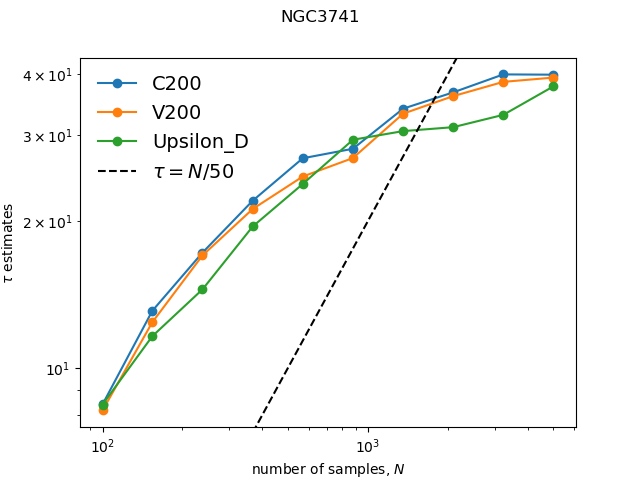 NGC3741
C200
V200
Upsilon_D
τ = N/50
4 × 10¹
3 × 10¹
2 × 10¹
10¹
τ estimates
10²
10³
number of samples, N